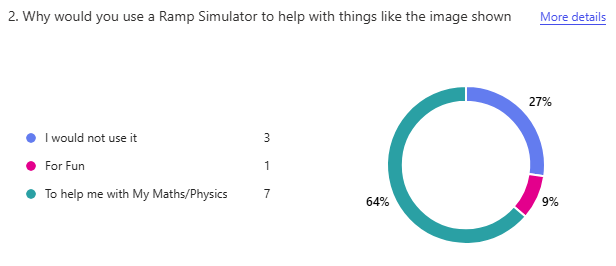 2. Why would you use a Ramp Simulator to help with things like the image shown More details
27%
I would not use it 3
For Fun 1
To help me with My Maths/Physics 7
64%
9%